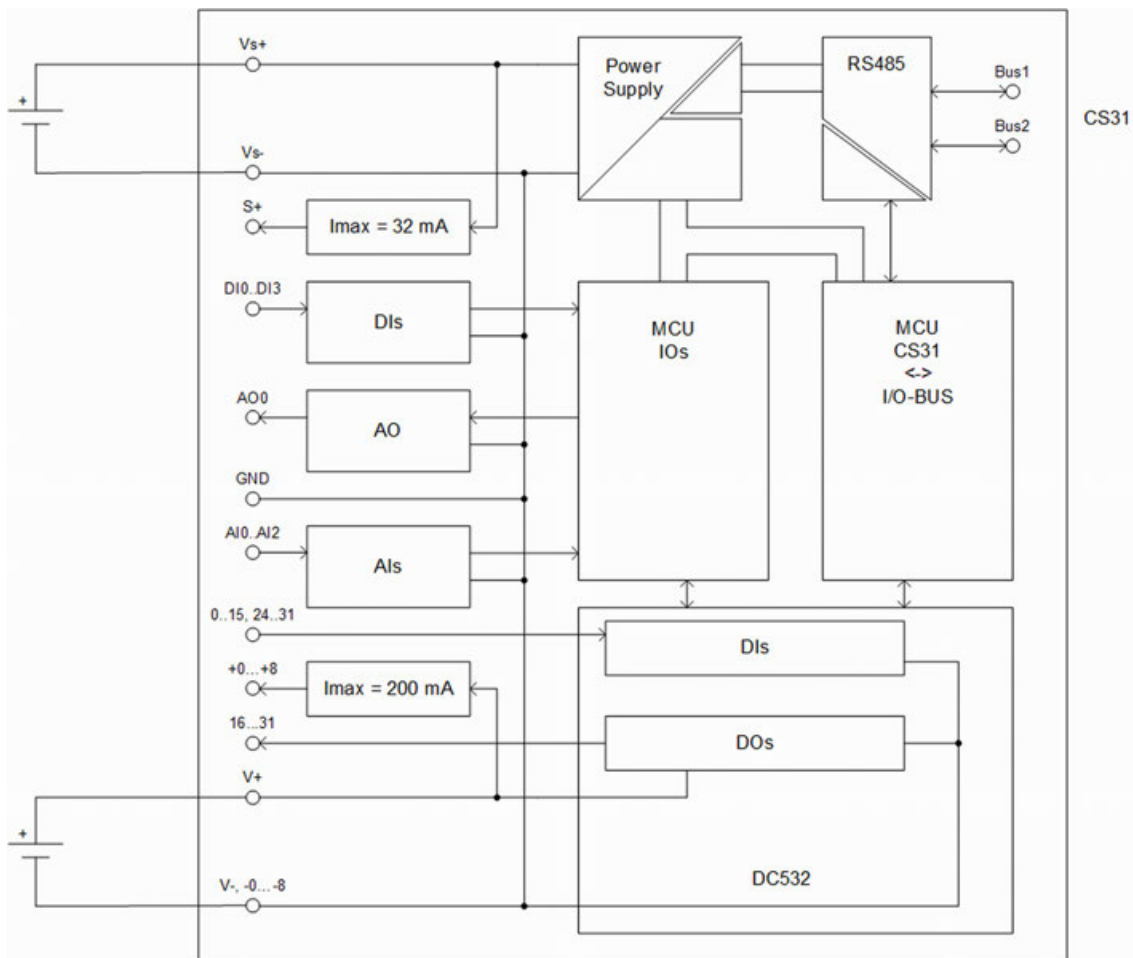 Vs+
Power
Supply
RS485
Bus1
CS31
Bus2
+
Vs-
S+
Imax = 32 mA
DI0..DI3
DIs
MCU
IOs
MCU
CS31
<->
I/O-BUS
AO0
AO
GND
AI0..AI2
AIs
0..15, 24..31
DIs
+0...+8
Imax = 200 mA
16...31
DOs
V+
+
V-, -0... -8
DC532